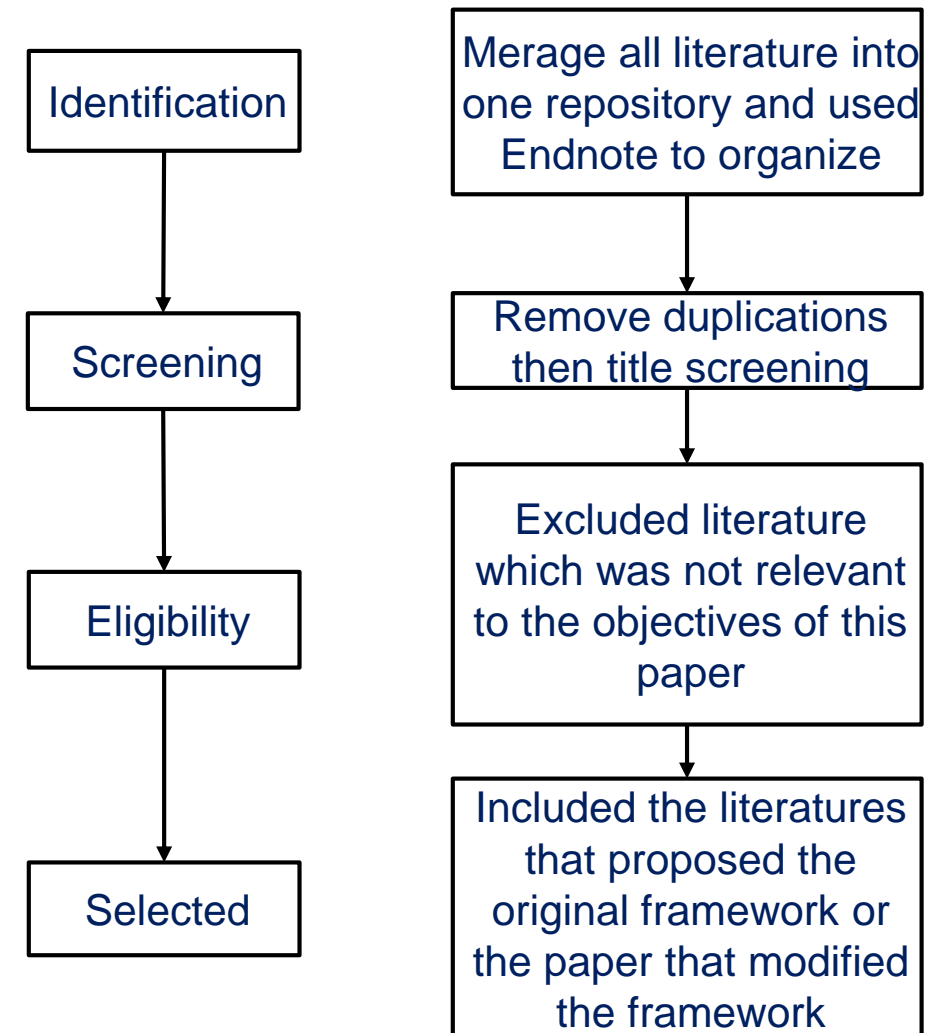 Identification
Merage all literature into
one repository and used
Endnote to organize
Screening
Remove duplications
then title screening
Eligibility
Excluded literature
which was not relevant
to the objectives of this
paper
Selected
Included the literatures
that proposed the
original framework or
the paper that modified
the framework